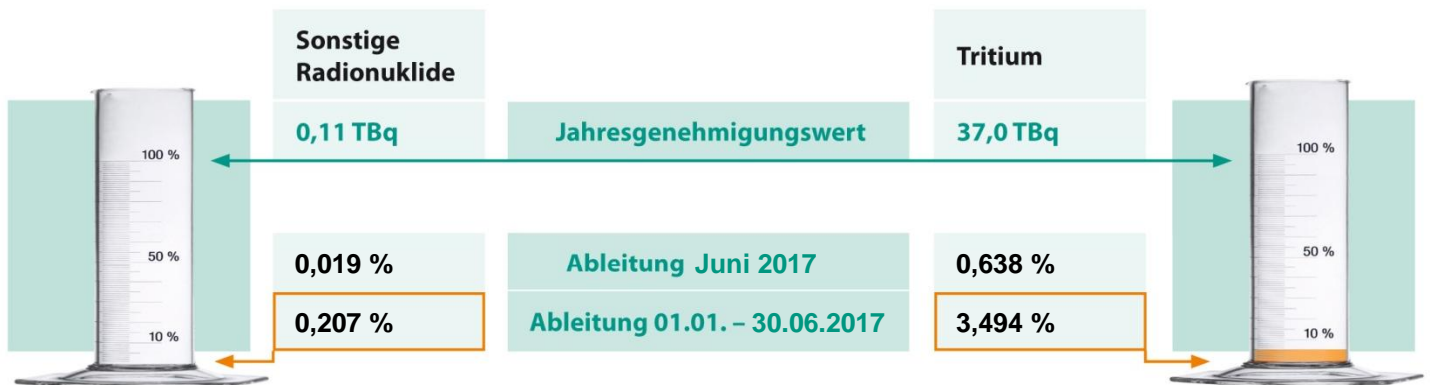 Sonstige
Radionuklide
Tritium
0,11 TBq
Jahresgenehmigungswert
37,0 TBq
100 %
50 %
10 %
100 %
50 %
10 %
0,019 %
Ableitung Juni 2017
0,638 %
0,207 %
Ableitung 01.01. – 30.06.2017
3,494 %